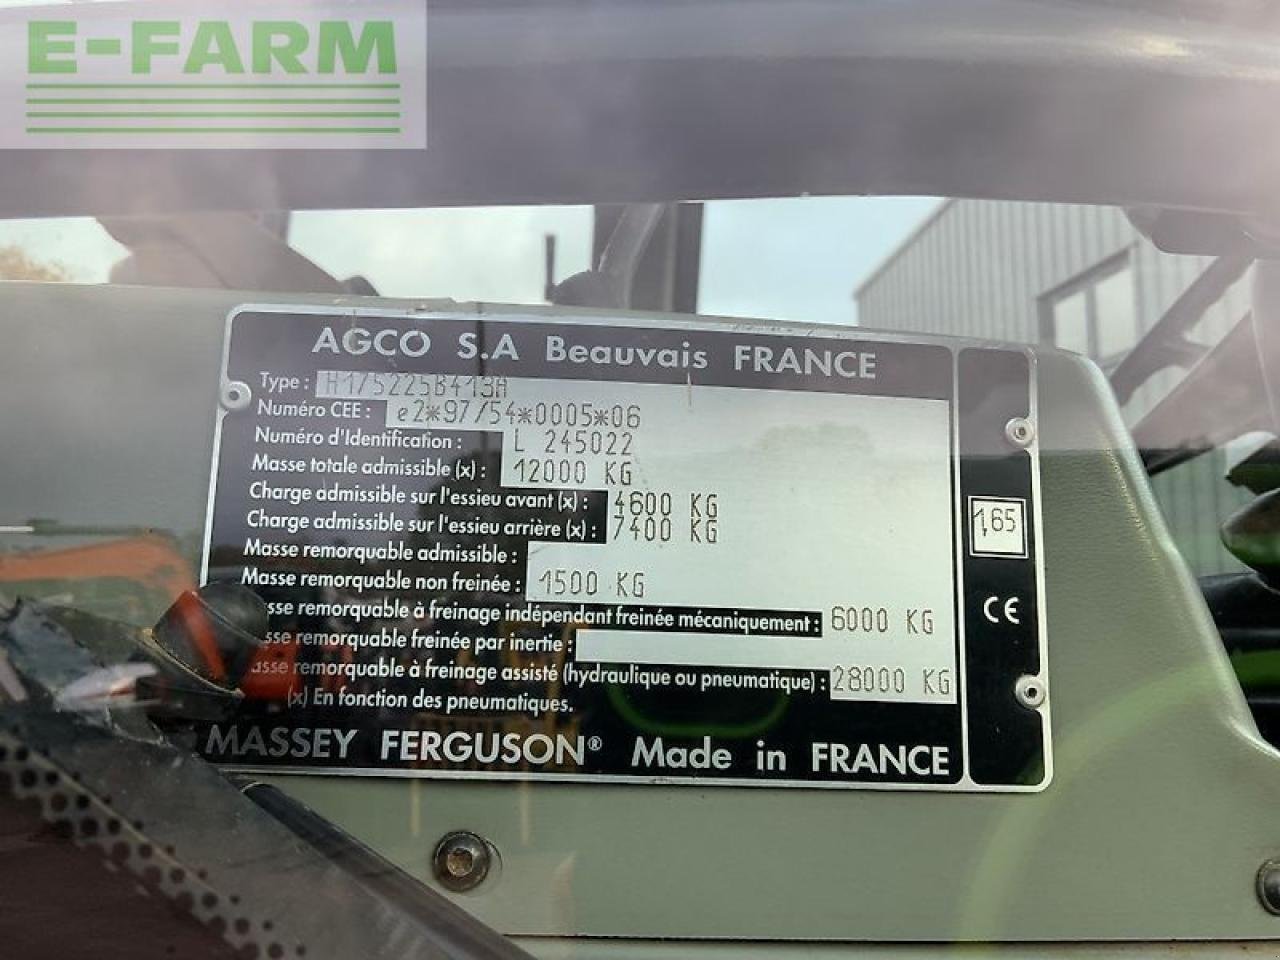 E-FARM
AGCO S.A Beauvais FRANCE
Type : H175225B413H
Numéro CEE : e2*97/54*0005*06
Numéro d'Identification : L 245022
Masse totale admissible (x) : 12000 KG
Charge admissible sur l'essieu avant (x) : 4600 KG
Charge admissible sur l'essieu arrière (x) : 7400 KG
Masse remorquable admissible :
Masse remorquable non freinée : 1500 KG
sse remorquable à freinage indépendant freinée mécaniquement : 6000 KG
sse remorquable freinée par inertie :
asse remorquable à freinage assisté (hydraulique ou pneumatique) : 28000 KG
(x) En fonction des pneumatiques.
MASSEY FERGUSON® Made in FRANCE
1,65
CE